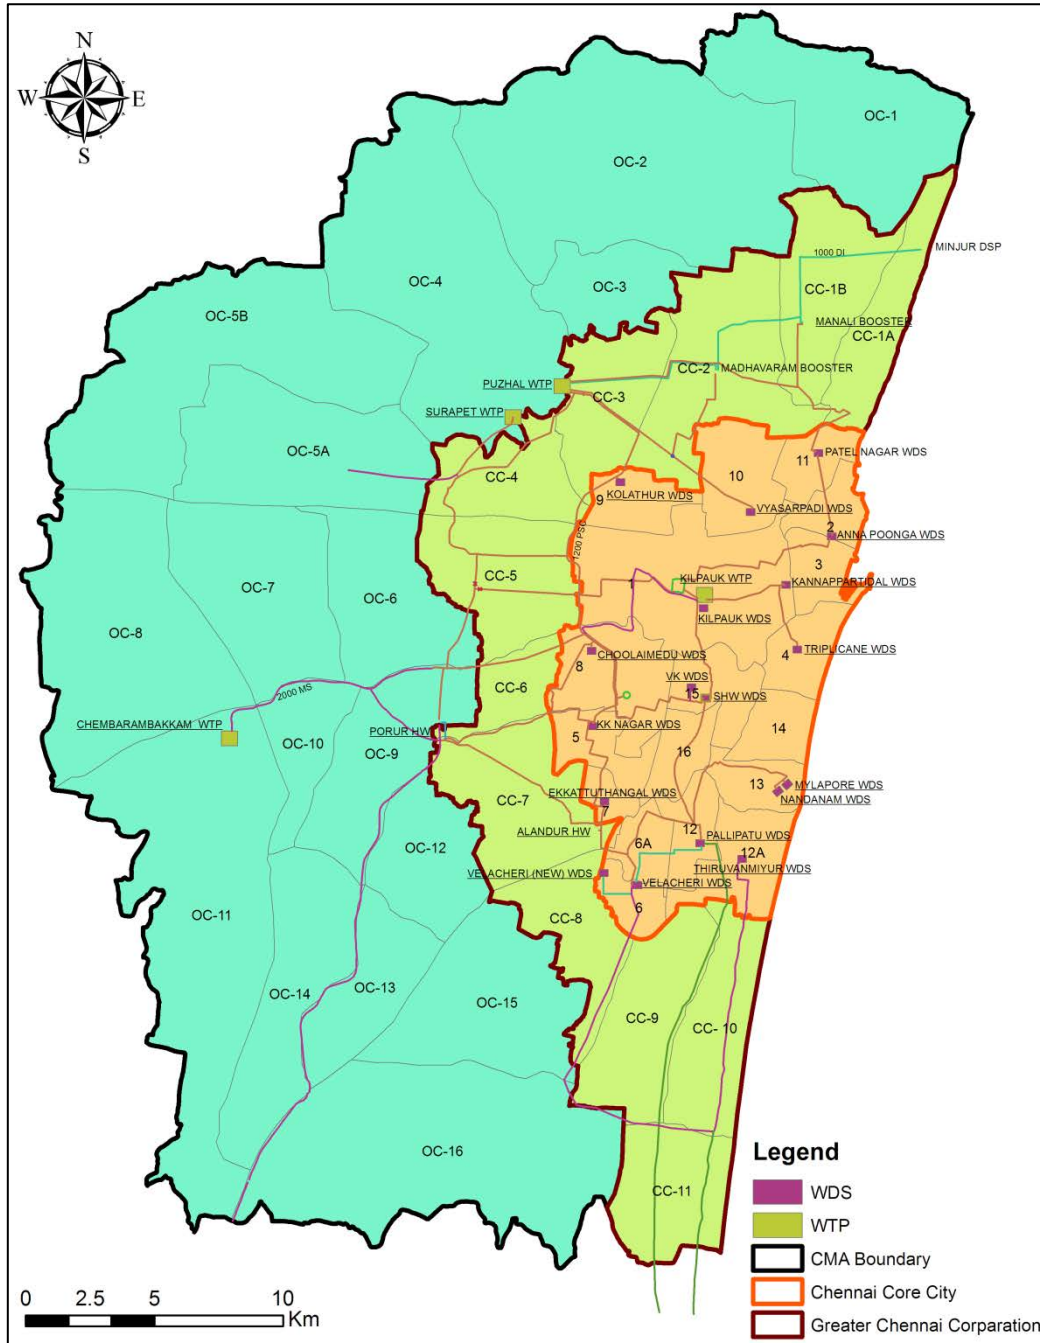 N
W E
S
OC-1
OC-2
OC-3
OC-4
OC-5B
MINJUR DSP
1000 DI
CC-1B
MANALI BOOSTER
CC-1A
CC-2
MADHAVARAM BOOSTER
PUZHAL WTP
CC-3
SURAPET WTP
OC-5A
CC-4
11
PATEL NAGAR WDS
10
9
KOLATHUR WDS
VYASARPADI WDS
2
ANNA POONGA WDS
1200 PSC
3
CC-5
1
KILPAUK WTP
KANNAPPARTIDAL WDS
OC-7
OC-6
KILPAUK WDS
OC-8
8
CHOOLAIMEDU WDS
4
TRIPLICANE WDS
CC-6
VK WDS
2000 MS
15
SHW WDS
CHEMBARAMBAKKAM WTP
PORUR HW
5
KK NAGAR WDS
14
OC-10
OC-9
16
CC-7
EKKATTUTHANGAL WDS
13
MYLAPORE WDS
NANDANAM WDS
7
ALANDUR HW
12
PALLIPATU WDS
6A
OC-12
12A
VELACHERI (NEW) WDS
THIRUVANMIYUR WDS
VELACHERI WDS
6
OC-11
CC-8
OC-14
OC-13
OC-15
CC-9
CC- 10
OC-16
CC-11
Legend
WDS
WTP
CMA Boundary
Chennai Core City
Greater Chennai Corparation
0 2.5 5 10
Km